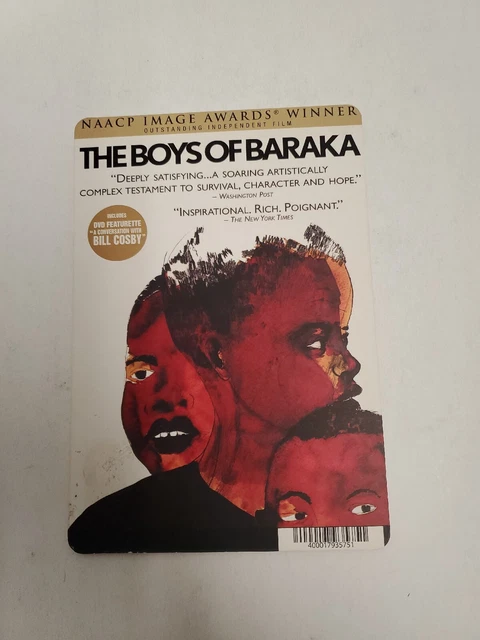 NAACP IMAGE AWARDS® WINNER
OUTSTANDING INDEPENDENT FILM
THE BOYS OF BARAKA
"DEEPLY SATISFYING...A SOARING ARTISTICALLY
COMPLEX TESTAMENT TO SURVIVAL, CHARACTER AND HOPE."
– WASHINGTON POST
"INSPIRATIONAL. RICH. POIGNANT."
– THE NEW YORK TIMES
INCLUDES
DVD FEATURETTE
"A CONVERSATION WITH
BILL COSBY"
400017935751